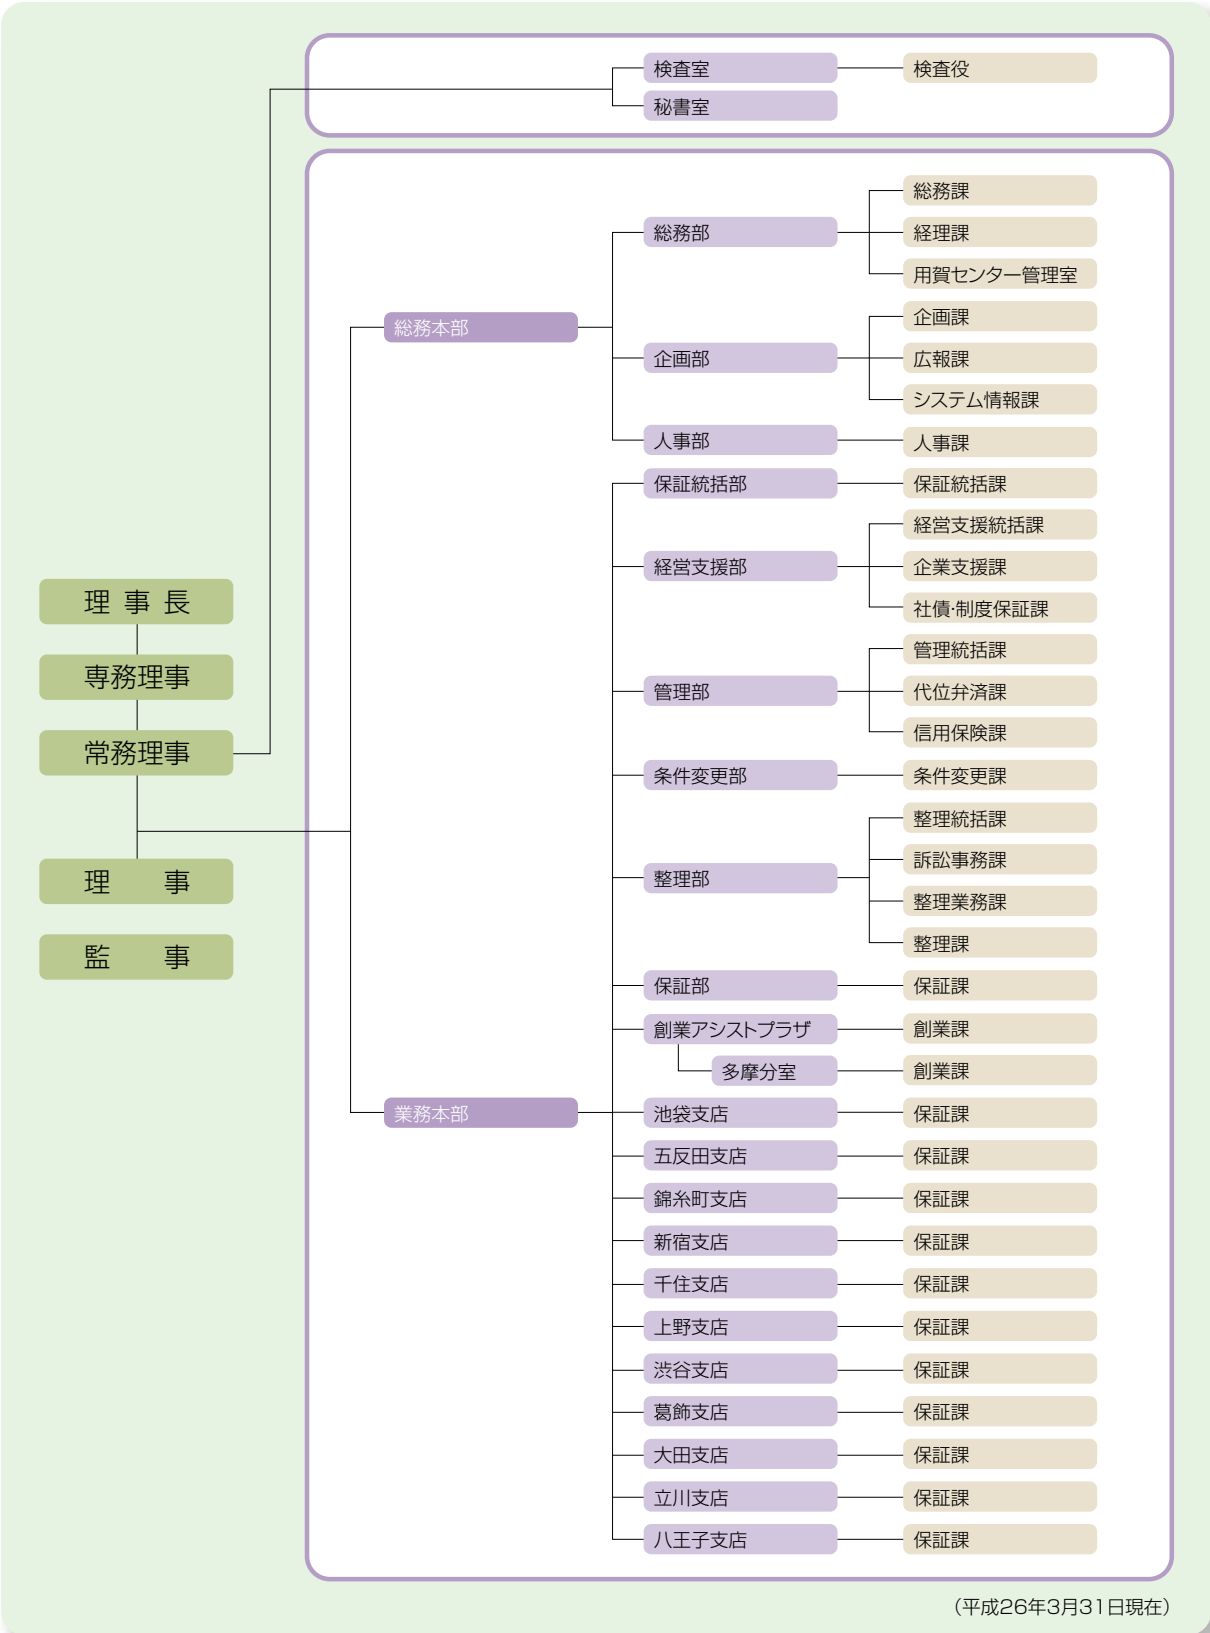 検査室
検査役
秘書室
総務課
総務部
経理課
用賀センター管理室
総務本部
企画課
企画部
広報課
システム情報課
人事部
人事課
保証統括部
保証統括課
経営支援統括課
経営支援部
企業支援課
社債・制度保証課
理事長
専務理事
常務理事
理 事
監 事
管理統括課
管理部
代位弁済課
信用保険課
条件変更部
条件変更課
整理統括課
訴訟事務課
整理部
整理業務課
整理課
保証部
保証課
創業アシストプラザ
創業課
多摩分室
創業課
業務本部
池袋支店
保証課
五反田支店
保証課
錦糸町支店
保証課
新宿支店
保証課
千住支店
保証課
上野支店
保証課
渋谷支店
保証課
葛飾支店
保証課
大田支店
保証課
立川支店
保証課
八王子支店
保証課
(平成26年3月31日現在)